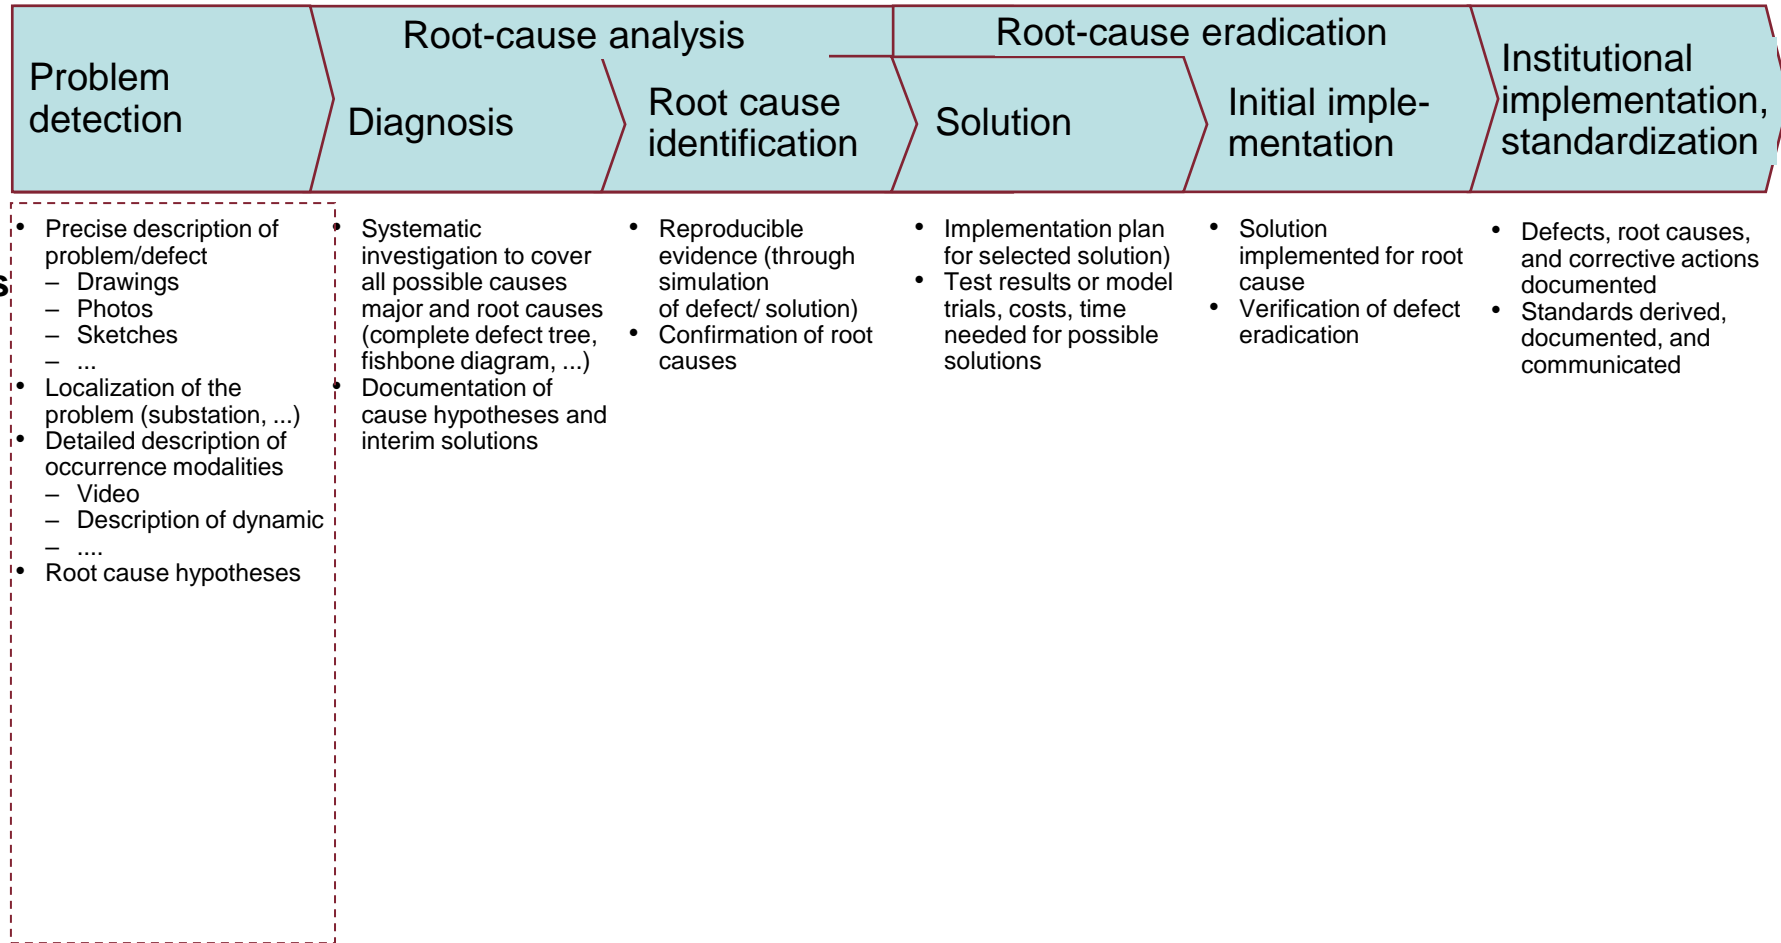 Root-cause analysis
Root-cause eradication
Problem
detection
Diagnosis
Root cause
identification
Solution
Initial imple-
mentation
Institutional
implementation,
standardization
s
• Precise description of
problem/defect
– Drawings
– Photos
– Sketches
– ...
• Localization of the
problem (substation, ...)
• Detailed description of
occurrence modalities
– Video
– Description of dynamic
– ....
• Root cause hypotheses
• Systematic
investigation to cover
all possible causes
major and root causes
(complete defect tree,
fishbone diagram, ...)
• Documentation of
cause hypotheses and
interim solutions
• Reproducible
evidence (through
simulation
of defect/ solution)
• Confirmation of root
causes
• Implementation plan
for selected solution)
• Test results or model
trials, costs, time
needed for possible
solutions
• Solution
implemented for root
cause
• Verification of defect
eradication
• Defects, root causes,
and corrective actions
documented
• Standards derived,
documented, and
communicated